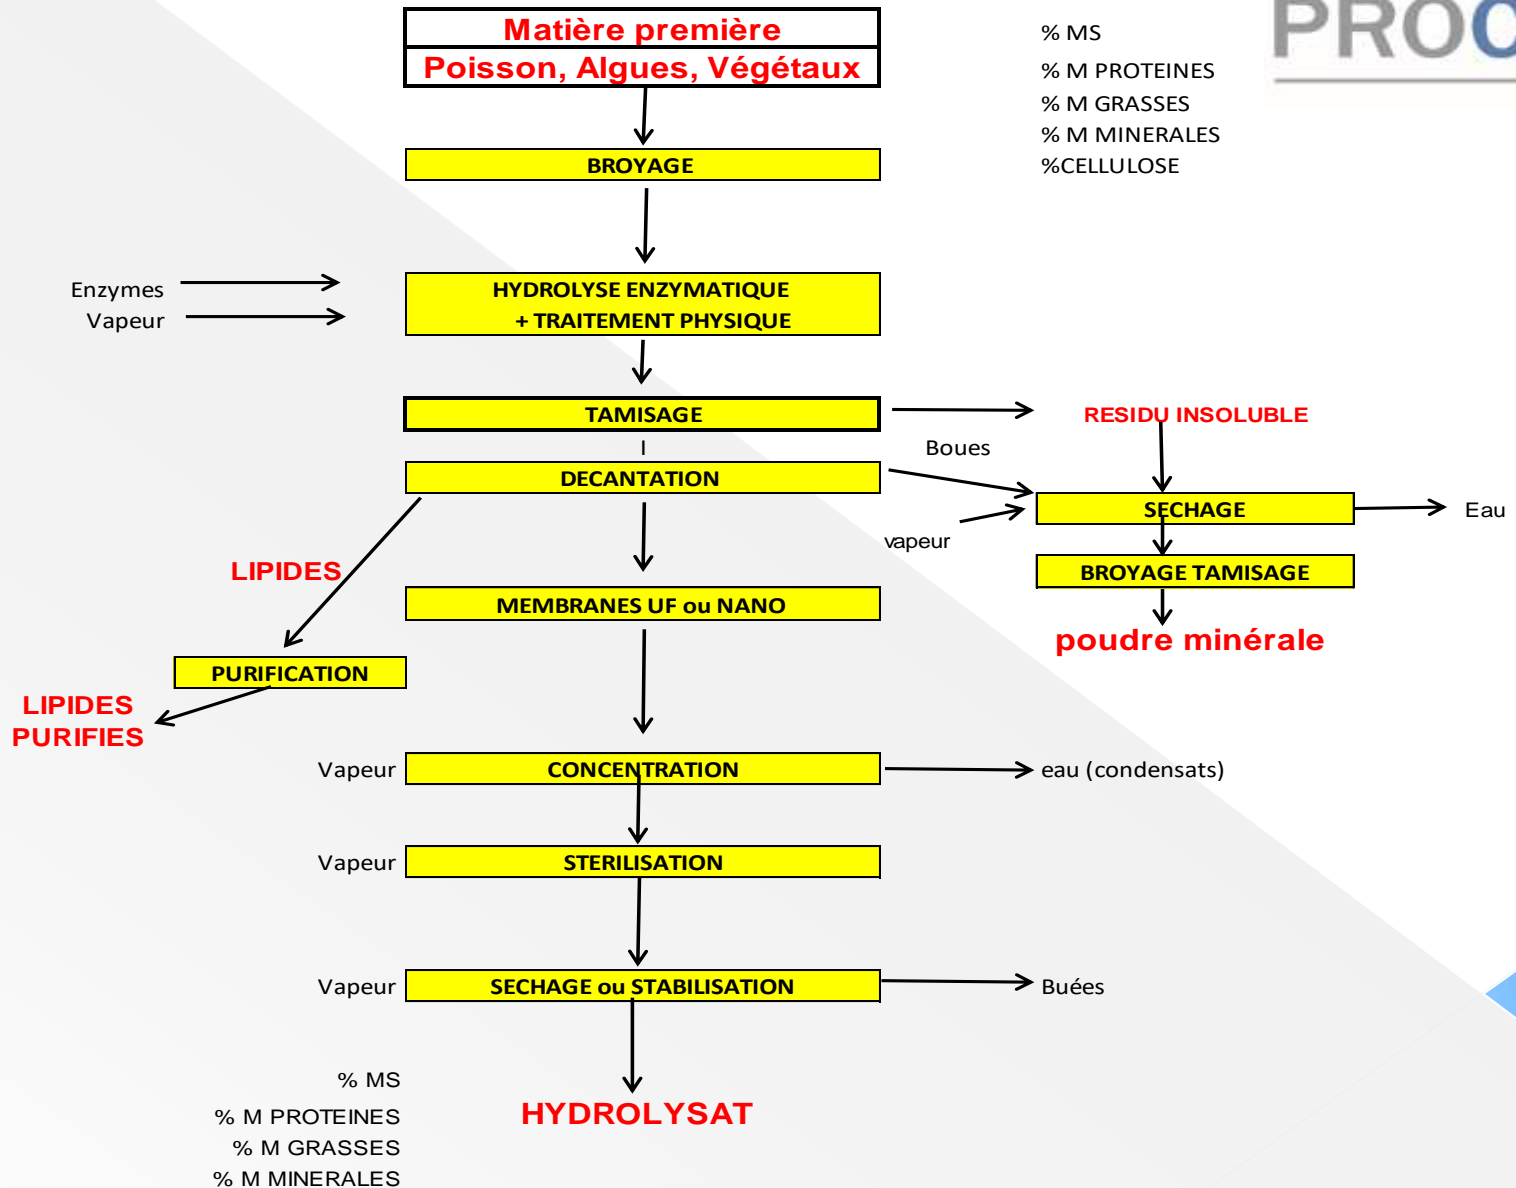 Matière première
Poisson, Algues, Végétaux
% MS
% M PROTEINES
% M GRASSES
% M MINERALES
%CELLULOSE
BROYAGE
Enzymes
Vapeur
HYDROLYSE ENZYMATIQUE
+ TRAITEMENT PHYSIQUE
TAMISAGE
RESIDU INSOLUBLE
Boues
DECANTATION
SECHAGE
Eau
vapeur
BROYAGE TAMISAGE
LIPIDES
MEMBRANES UF ou NANO
poudre minérale
PURIFICATION
LIPIDES
PURIFIES
Vapeur
CONCENTRATION
eau (condensats)
Vapeur
STERILISATION
Vapeur
SECHAGE ou STABILISATION
Buées
% MS
% M PROTEINES
% M GRASSES
% M MINERALES
HYDROLYSAT